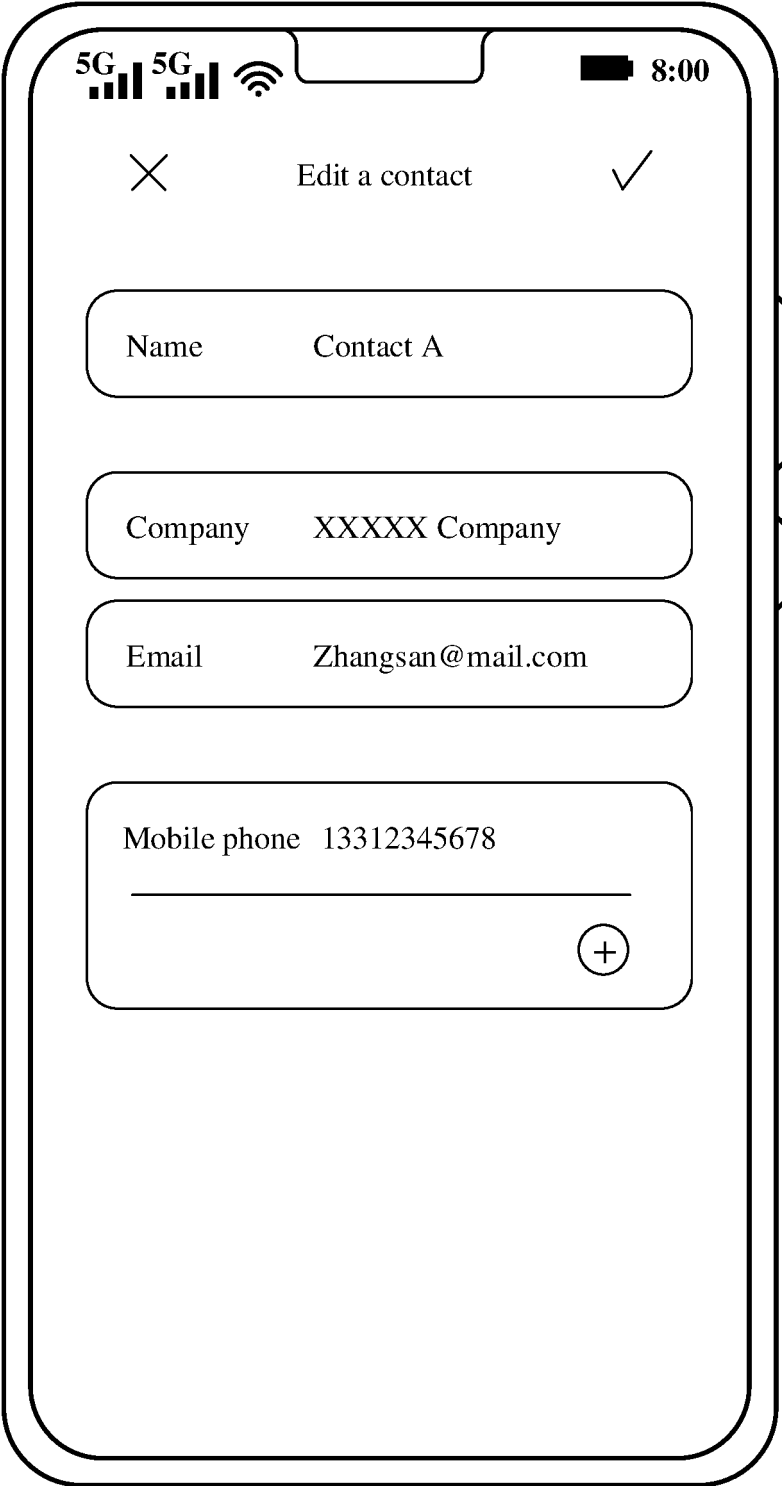 5G 5G 8:00
Edit a contact
Name Contact A
Company XXXXX Company
Email Zhangsan@mail.com
Mobile phone 13312345678
+